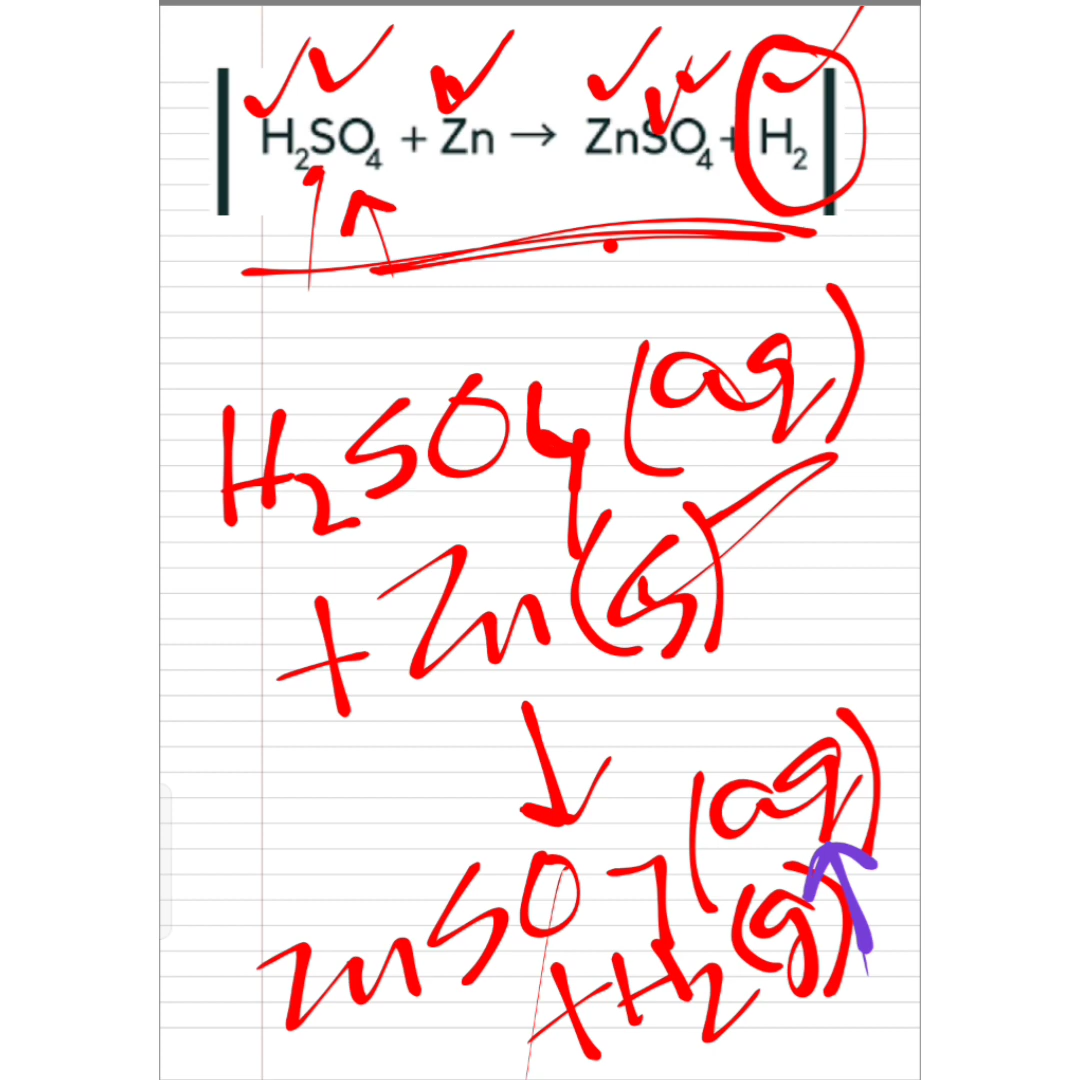 H₂SO₄ + Zn → ZnSO₄ + H₂
H₂SO₄ (aq)
+ Zn (s)
↓
ZnSO₄ (aq)
+ H₂ (g)